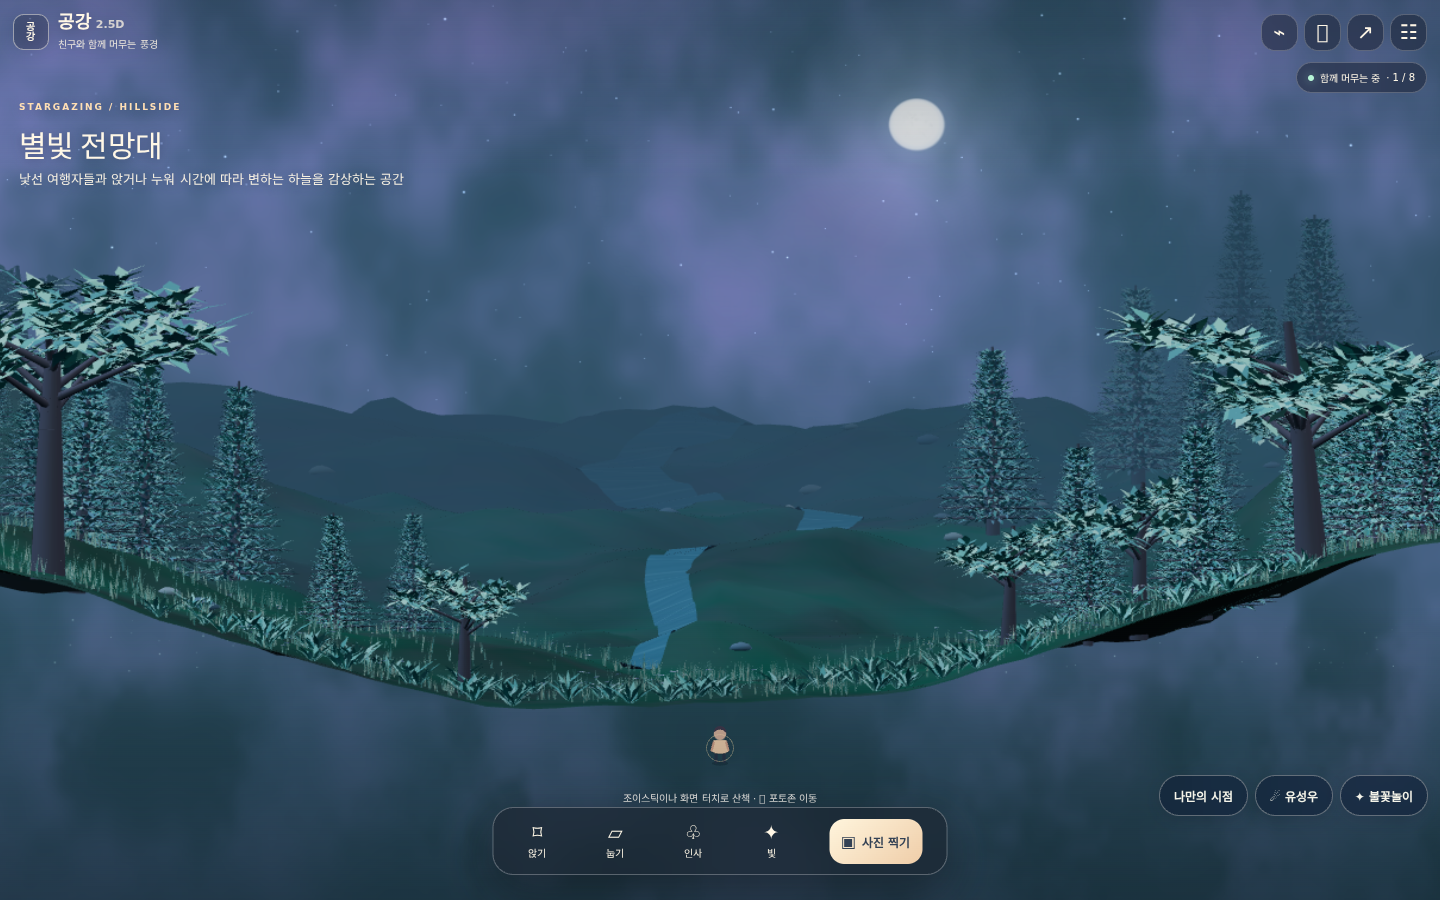 공강
공강 2.5D
친구와 함께 머무는 풍경
함께 머무는 중 · 1 / 8
STARGAZING / HILLSIDE
별빛 전망대
낯선 여행자들과 앉거나 누워 시간에 따라 변하는 하늘을 감상하는 공간
나만의 시점
유성우
불꽃놀이
조이스틱이나 화면 터치로 산책 · 포토존 이동
앉기
눕기
인사
빛
사진 찍기